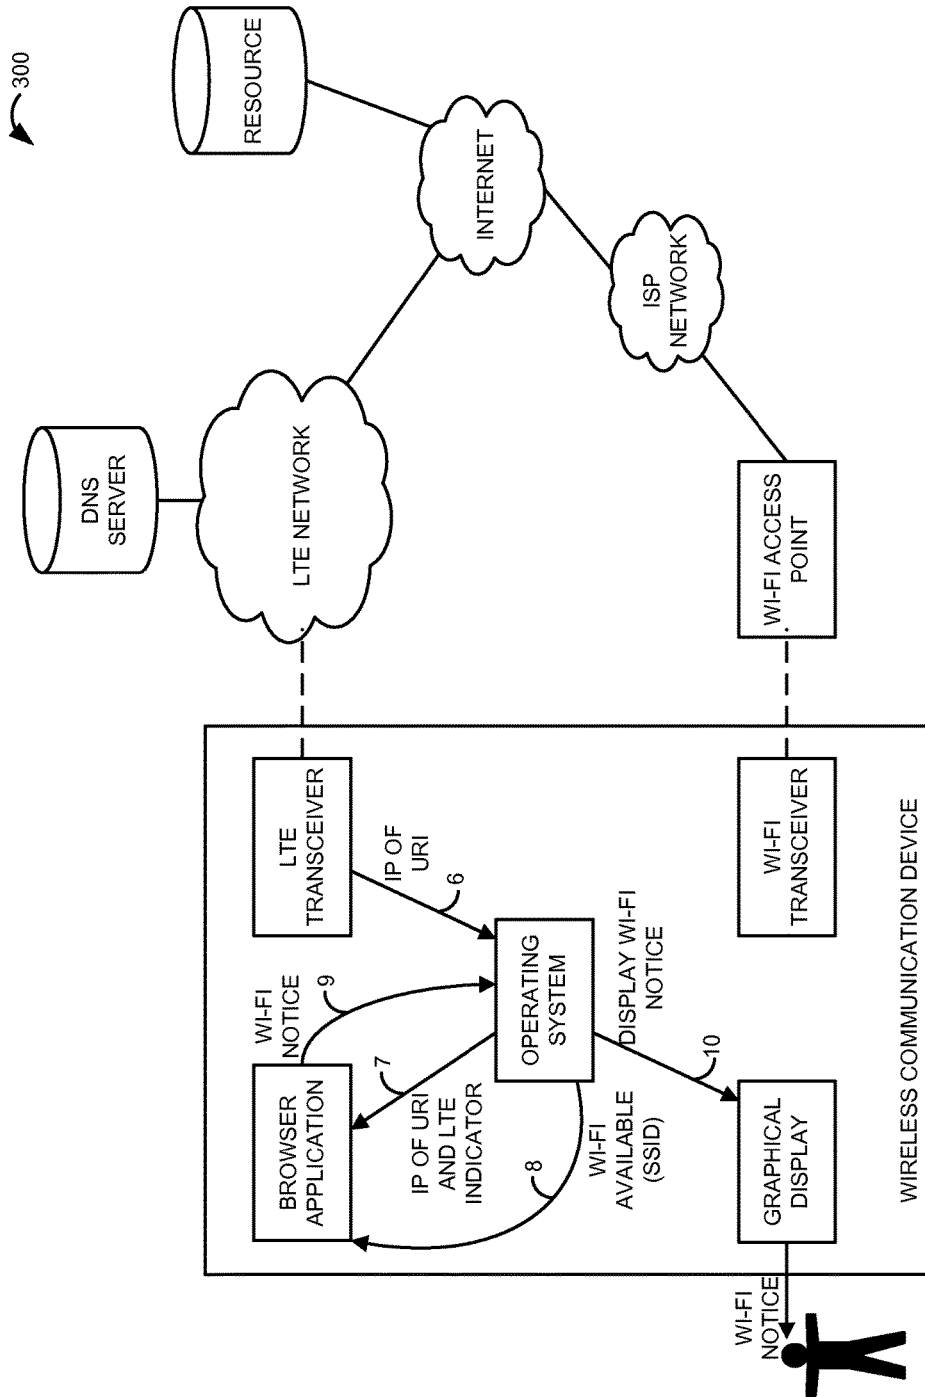 300
DNS
SERVER
RESOURCE
LTE NETWORK
INTERNET
ISP
NETWORK
WI-FI ACCESS
POINT
BROWSER
APPLICATION
WI-FI
NOTICE
9
LTE
TRANSCEIVER
7
IP OF URI
AND LTE
INDICATOR
IP OF
URI
6
8
OPERATING
SYSTEM
WI-FI
AVAILABLE
(SSID)
10
DISPLAY WI-FI
NOTICE
WI-FI
NOTICE
GRAPHICAL
DISPLAY
WI-FI
TRANSCEIVER
WIRELESS COMMUNICATION DEVICE